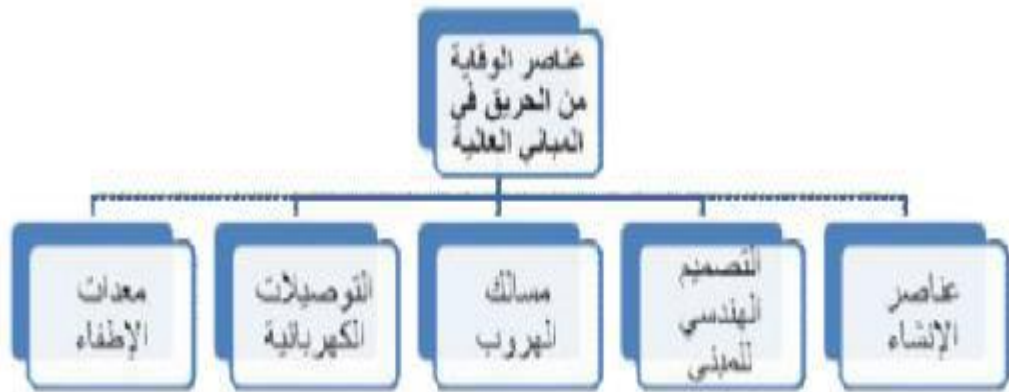 عناصر الوقاية
من الحريق في
المباني العالية
عناصر
الإنشاء
التصميم
الهندسي
للمبنى
مسالك
الهروب
التوصيلات
الكهربائية
معدات
الإطفاء